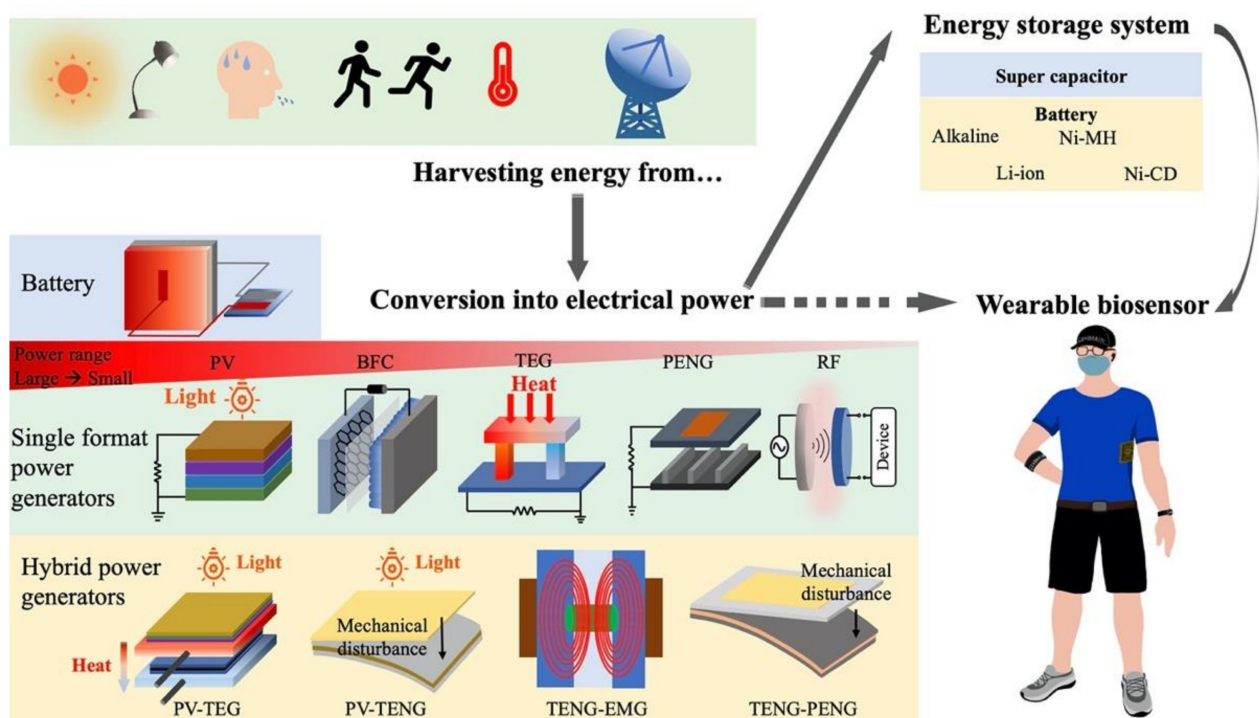 Energy storage system
Super capacitor
Battery
Alkaline Ni-MH
Li-ion Ni-CD
Harvesting energy from...
Battery
Conversion into electrical power
Wearable biosensor
Power range
Large → Small
PV BFC TEG PENG RF
Light
Heat
Single format
power
generators
Device
Hybrid power
generators
Light
Light
Heat
Mechanical
disturbance
Mechanical
disturbance
PV-TEG PV-TENG TENG-EMG TENG-PENG